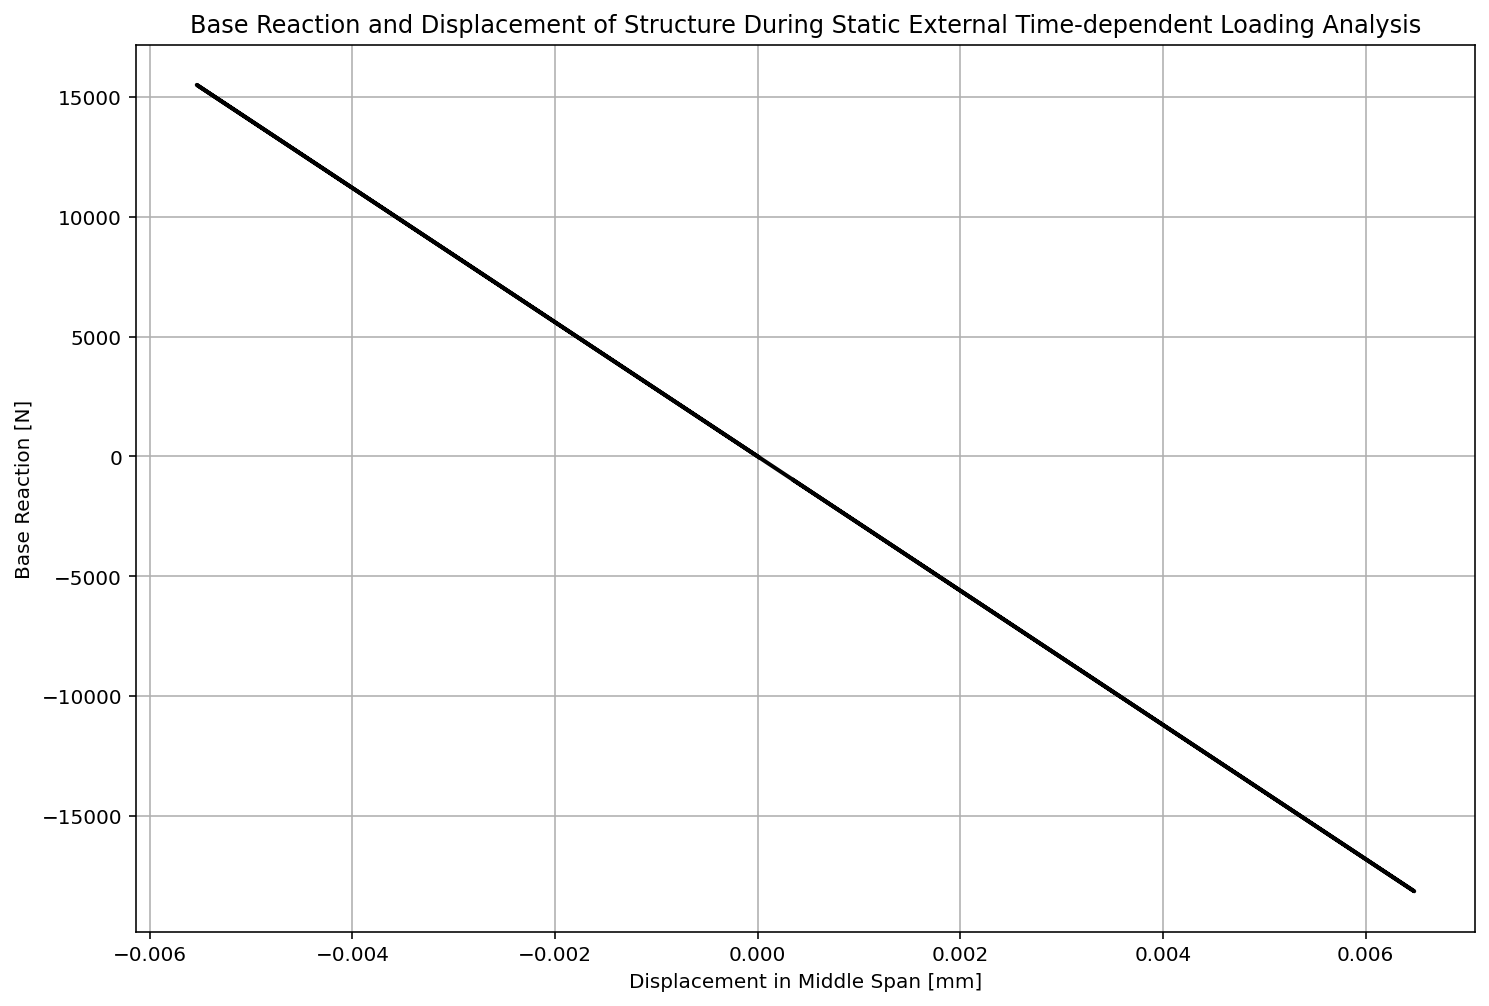 Base Reaction and Displacement of Structure During Static External Time-dependent Loading Analysis
15000
10000
5000
0
−5000
−10000
−15000
Base Reaction [N]
−0.006 −0.004 −0.002 0.000 0.002 0.004 0.006
Displacement in Middle Span [mm]